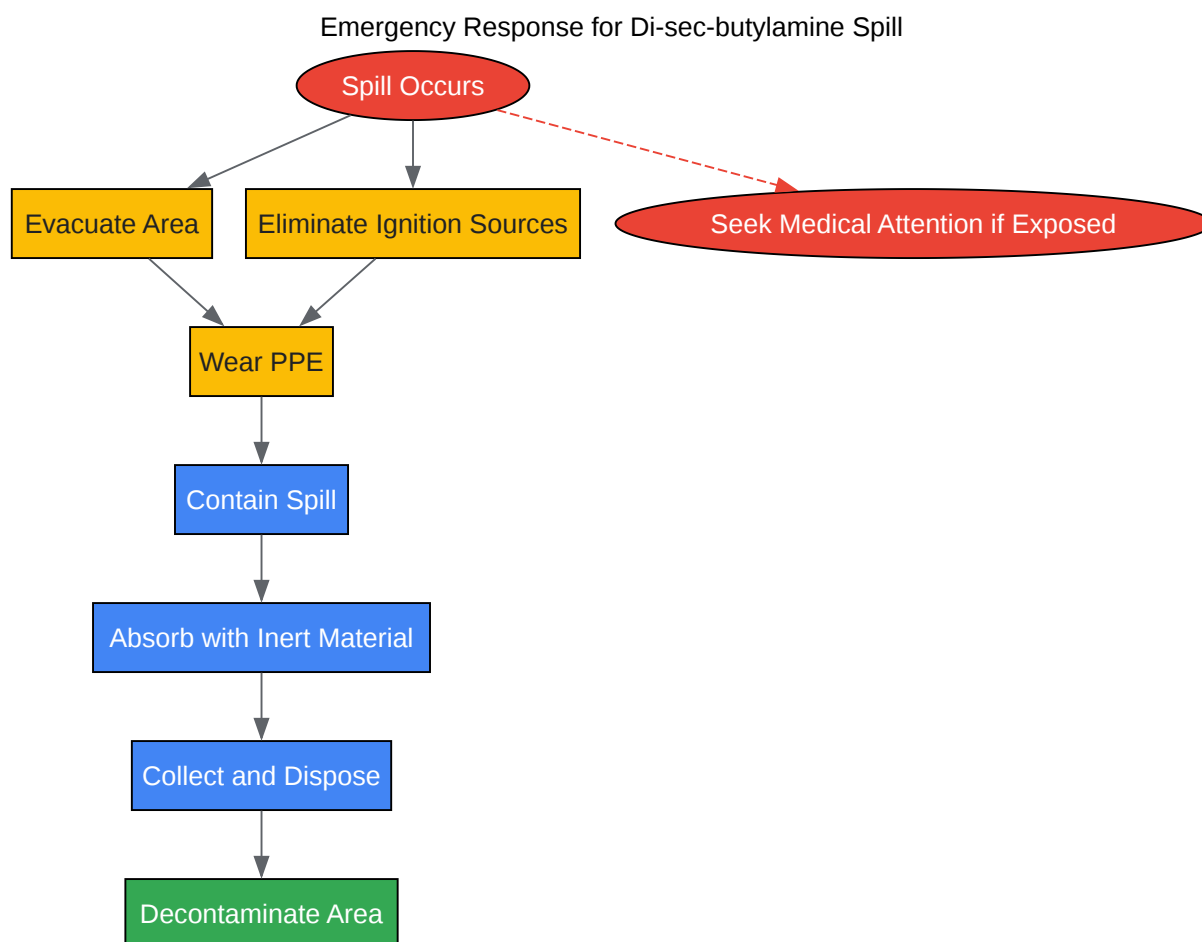 Emergency Response for Di-sec-butylamine Spill
Spill Occurs
Evacuate Area
Eliminate Ignition Sources
Seek Medical Attention if Exposed
Wear PPE
Contain Spill
Absorb with Inert Material
Collect and Dispose
Decontaminate Area